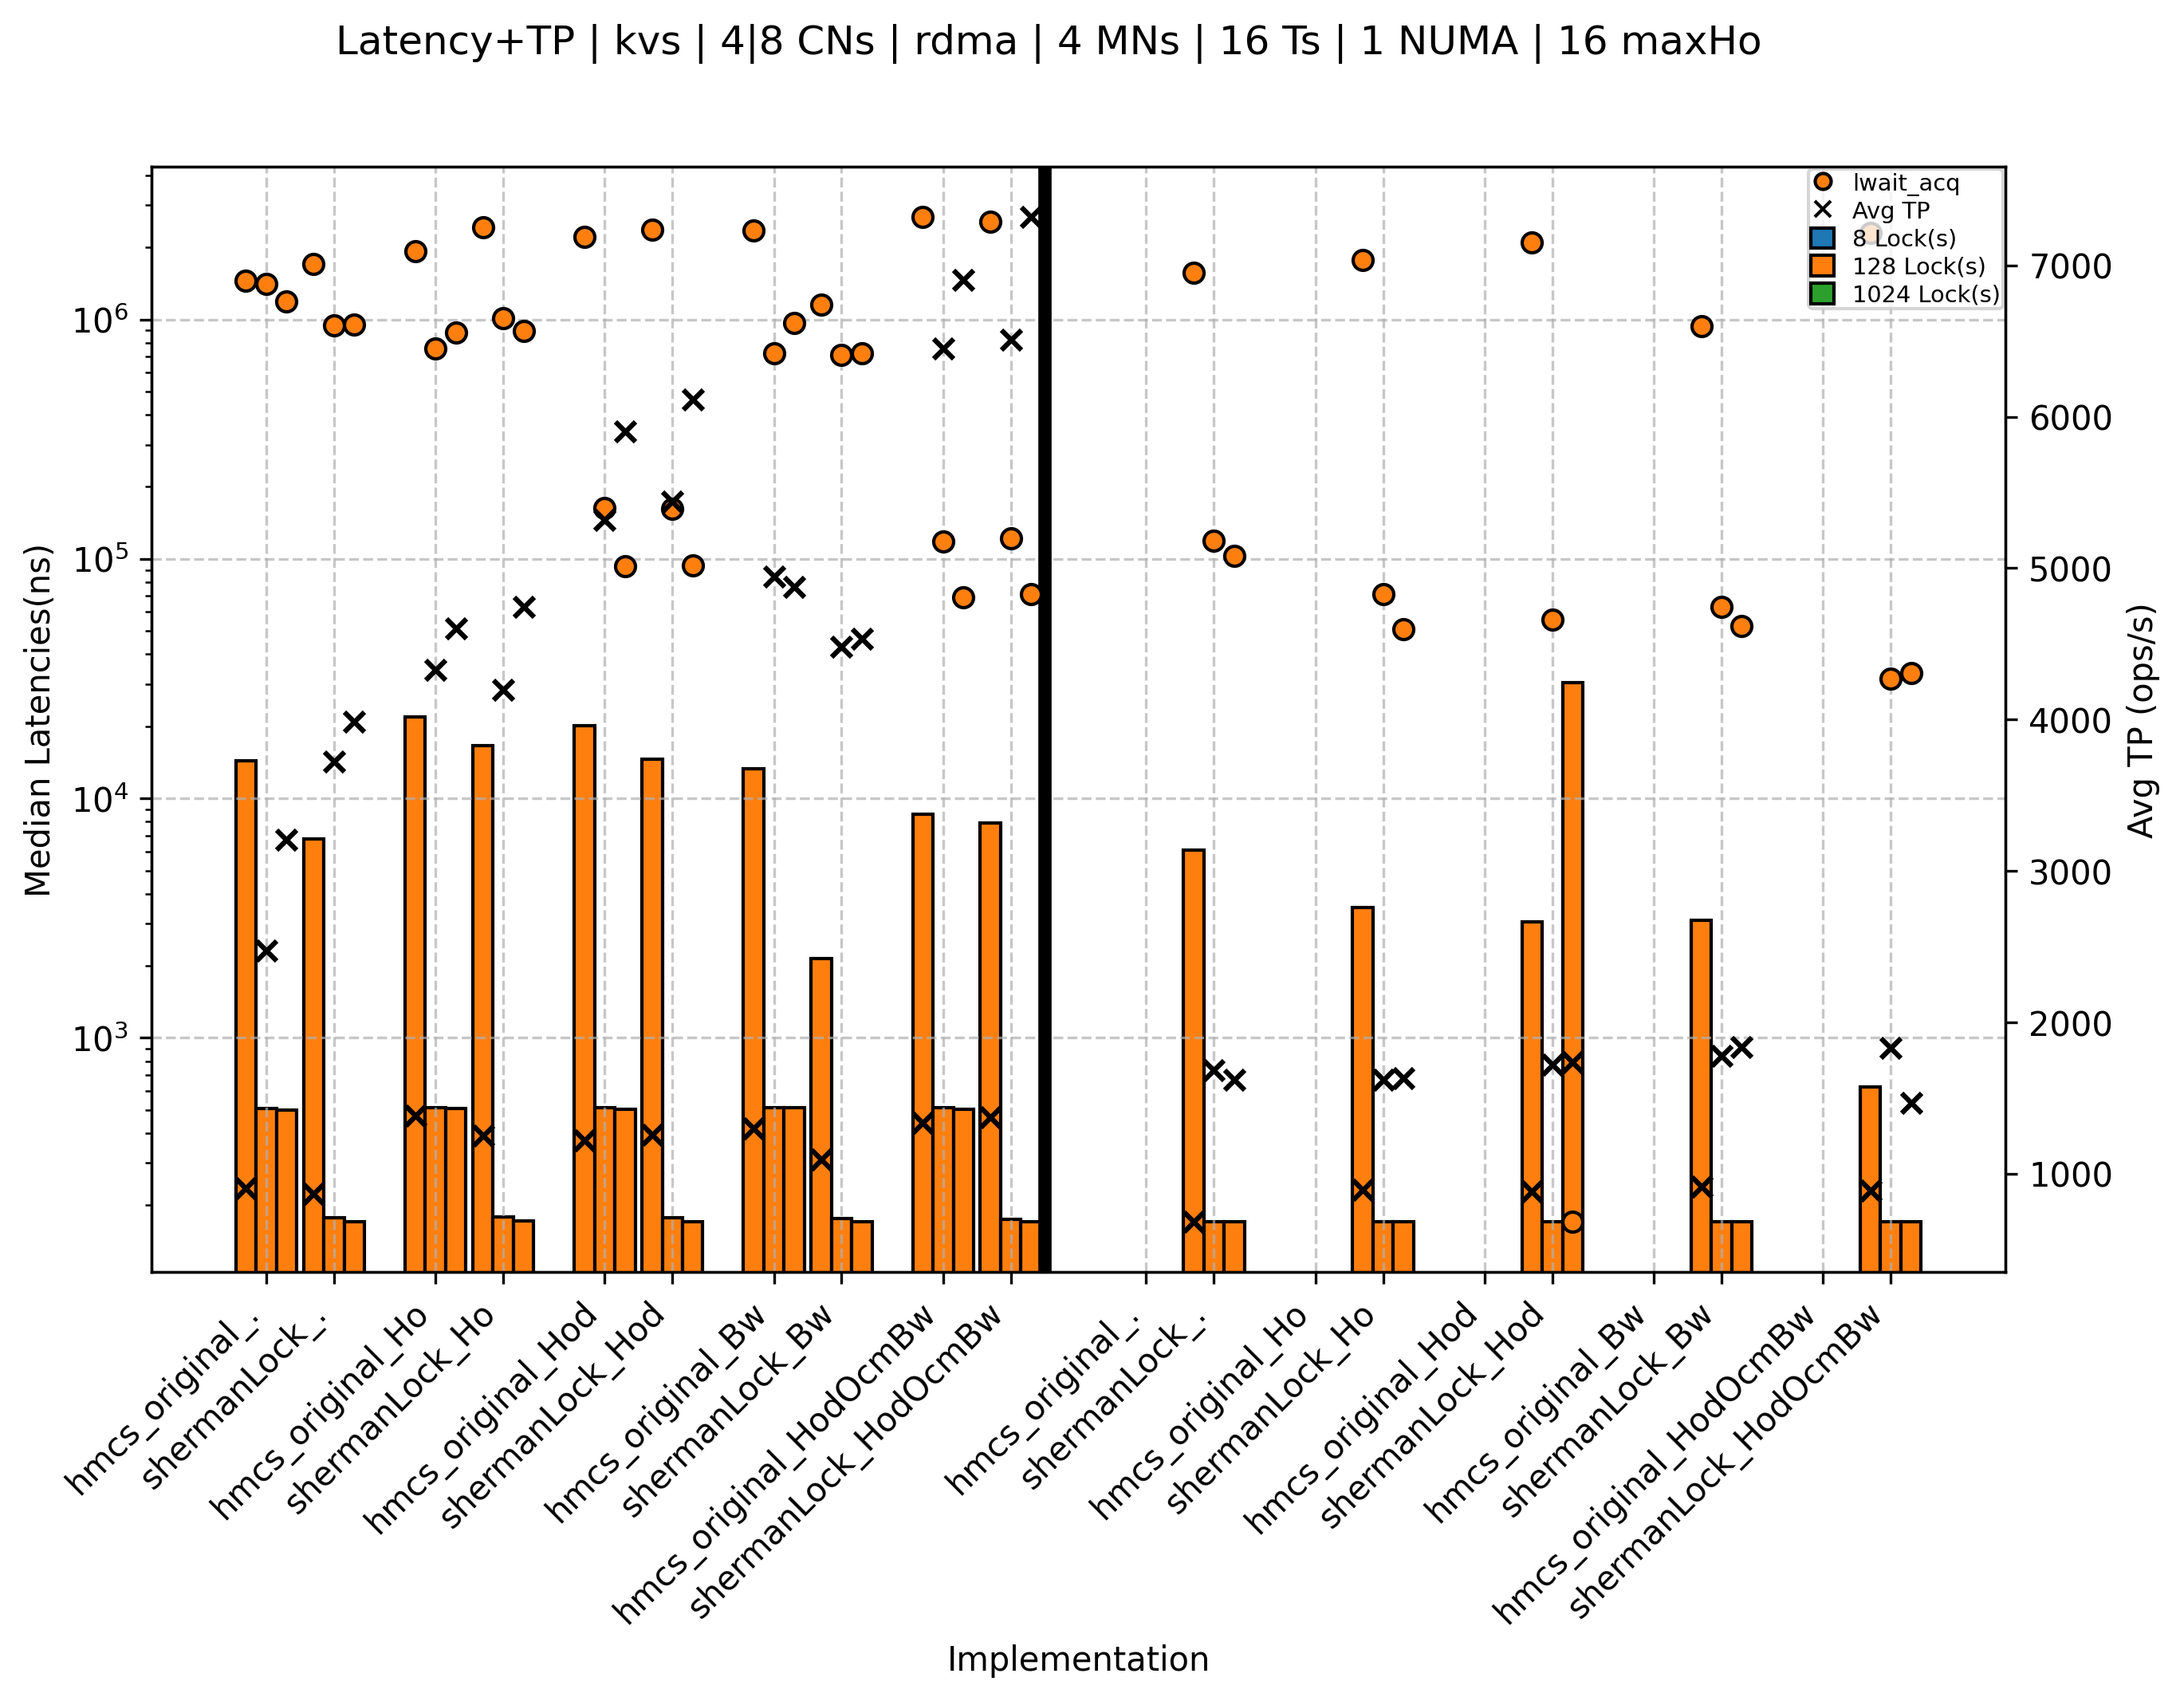 Latency+TP | kvs | 4|8 CNs | rdma | 4 MNs | 16 Ts | 1 NUMA | 16 maxHo
lwait_acq
Avg TP
8 Lock(s)
128 Lock(s)
1024 Lock(s)
Median Latencies(ns)
10^6
10^5
10^4
10^3
Avg TP (ops/s)
7000
6000
5000
4000
3000
2000
1000
hmcs_original_.
shermanLock_.
hmcs_original_Ho
shermanLock_Ho
hmcs_original_Hod
shermanLock_Hod
hmcs_original_Bw
shermanLock_Bw
hmcs_original_HodOcmBw
shermanLock_HodOcmBw
hmcs_original_.
shermanLock_.
hmcs_original_Ho
shermanLock_Ho
hmcs_original_Hod
shermanLock_Hod
hmcs_original_Bw
shermanLock_Bw
hmcs_original_HodOcmBw
shermanLock_HodOcmBw
Implementation